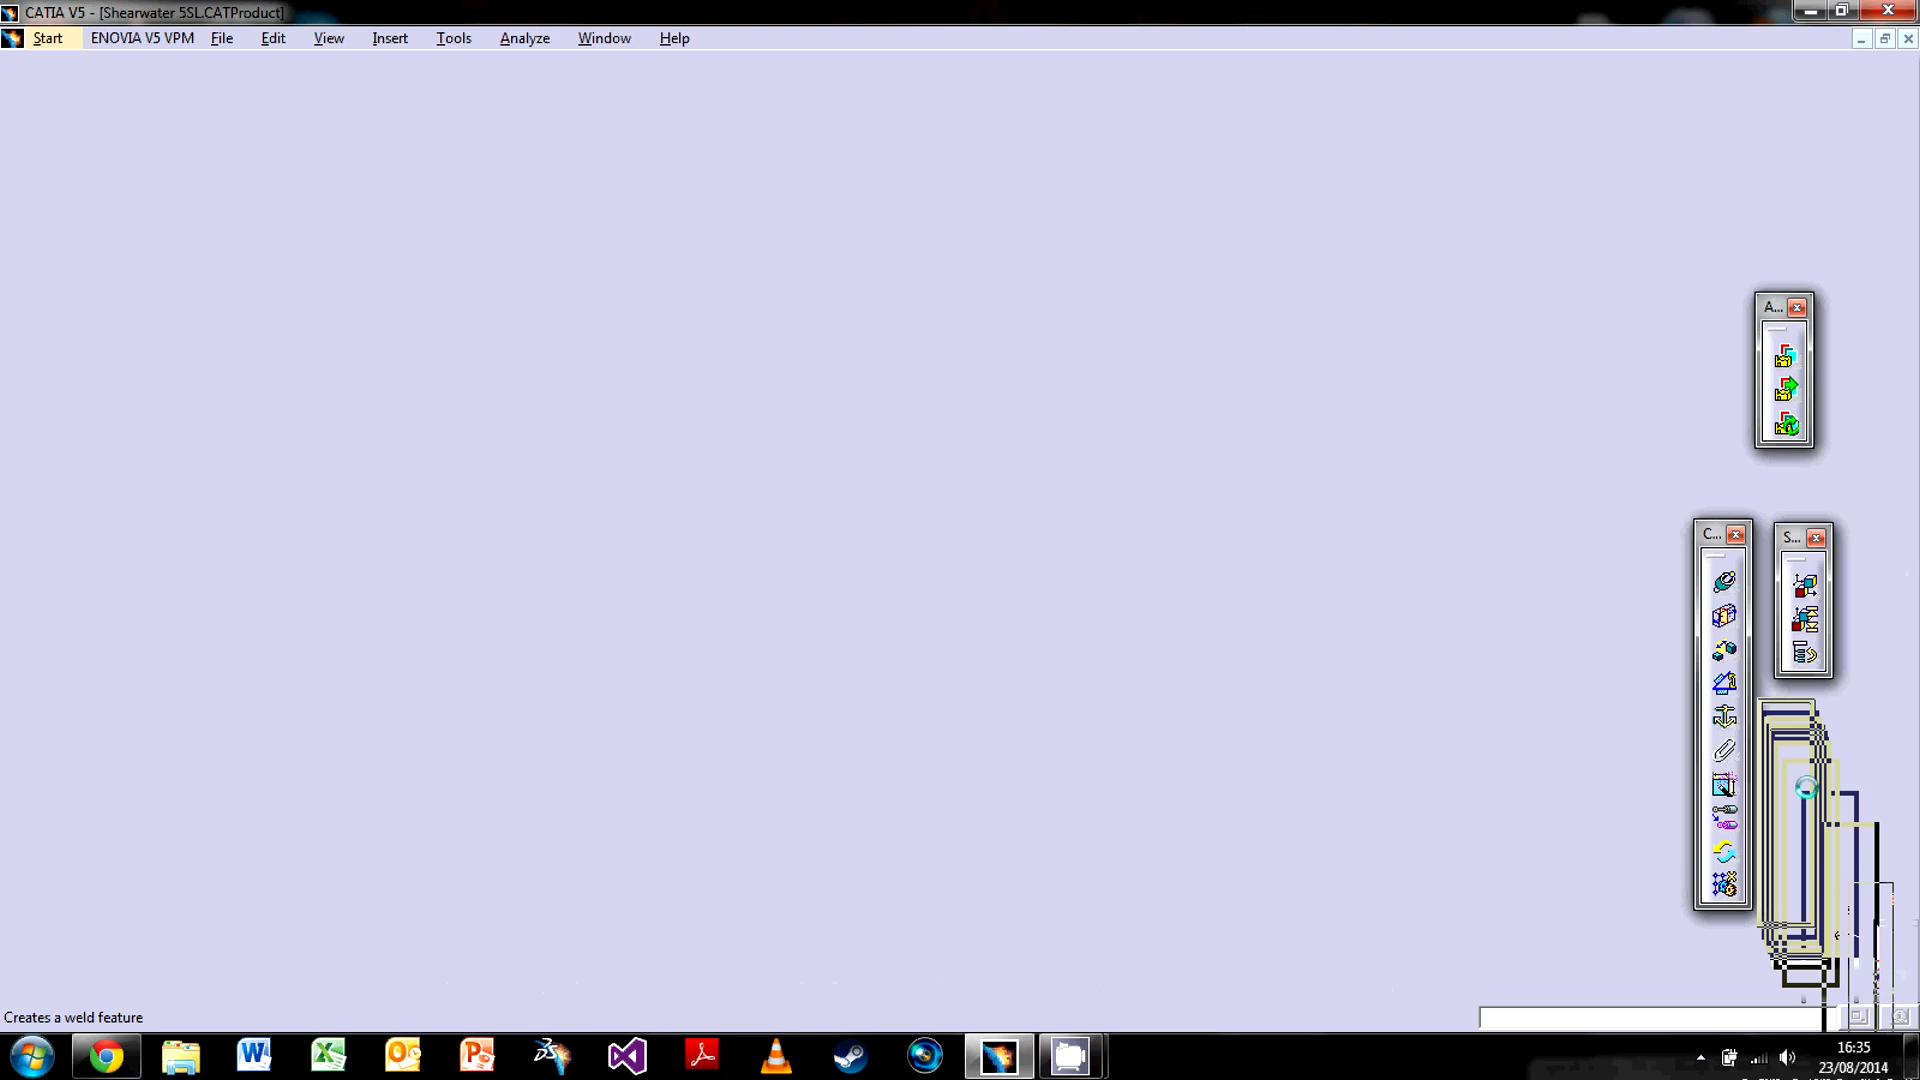 CATIA V5 - [Shearwater 5SL.CATProduct]
Start ENOVIA V5 VPM File Edit View Insert Tools Analyze Window Help
A...
C... S...
Creates a weld feature
16:35
23/08/2014